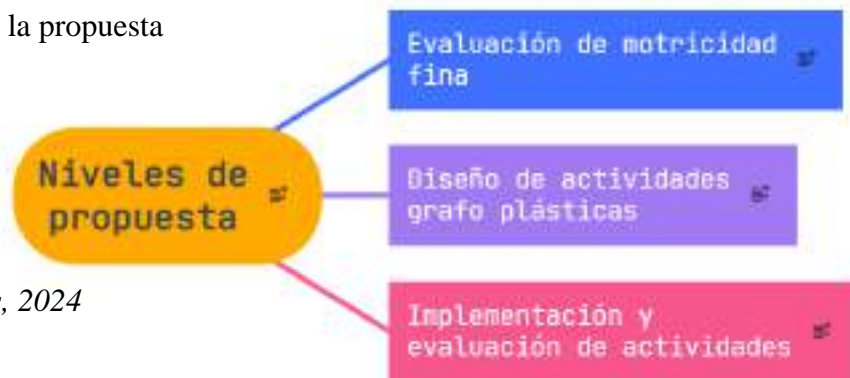 la propuesta
Evaluación de motricidad
fina
Niveles de
propuesta
Diseño de actividades
grafo plásticas
Implementación y
evaluación de actividades
, 2024